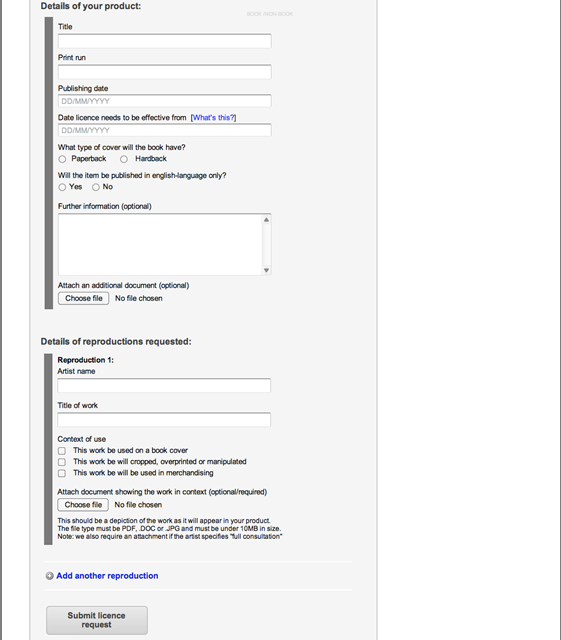 Details of your product:
BOOK /NON-BOOK
Title
Print run
Publishing date
DD/MM/YYYY
Date licence needs to be effective from [What's this?]
DD/MM/YYYY
What type of cover will the book have?
Paperback Hardback
Will the item be published in english-language only?
Yes No
Further information (optional)
Attach an additional document (optional)
Choose file No file chosen
Details of reproductions requested:
Reproduction 1:
Artist name
Title of work
Context of use
This work be used on a book cover
This work be will cropped, overprinted or manipulated
This work be will be used in merchandising
Attach document showing the work in context (optional/required)
Choose file No file chosen
This should be a depiction of the work as it will appear in your product.
The file type must be PDF, .DOC or .JPG and must be under 10MB in size.
Note: we also require an attachment if the artist specifies "full consultation"
Add another reproduction
Submit licence
request